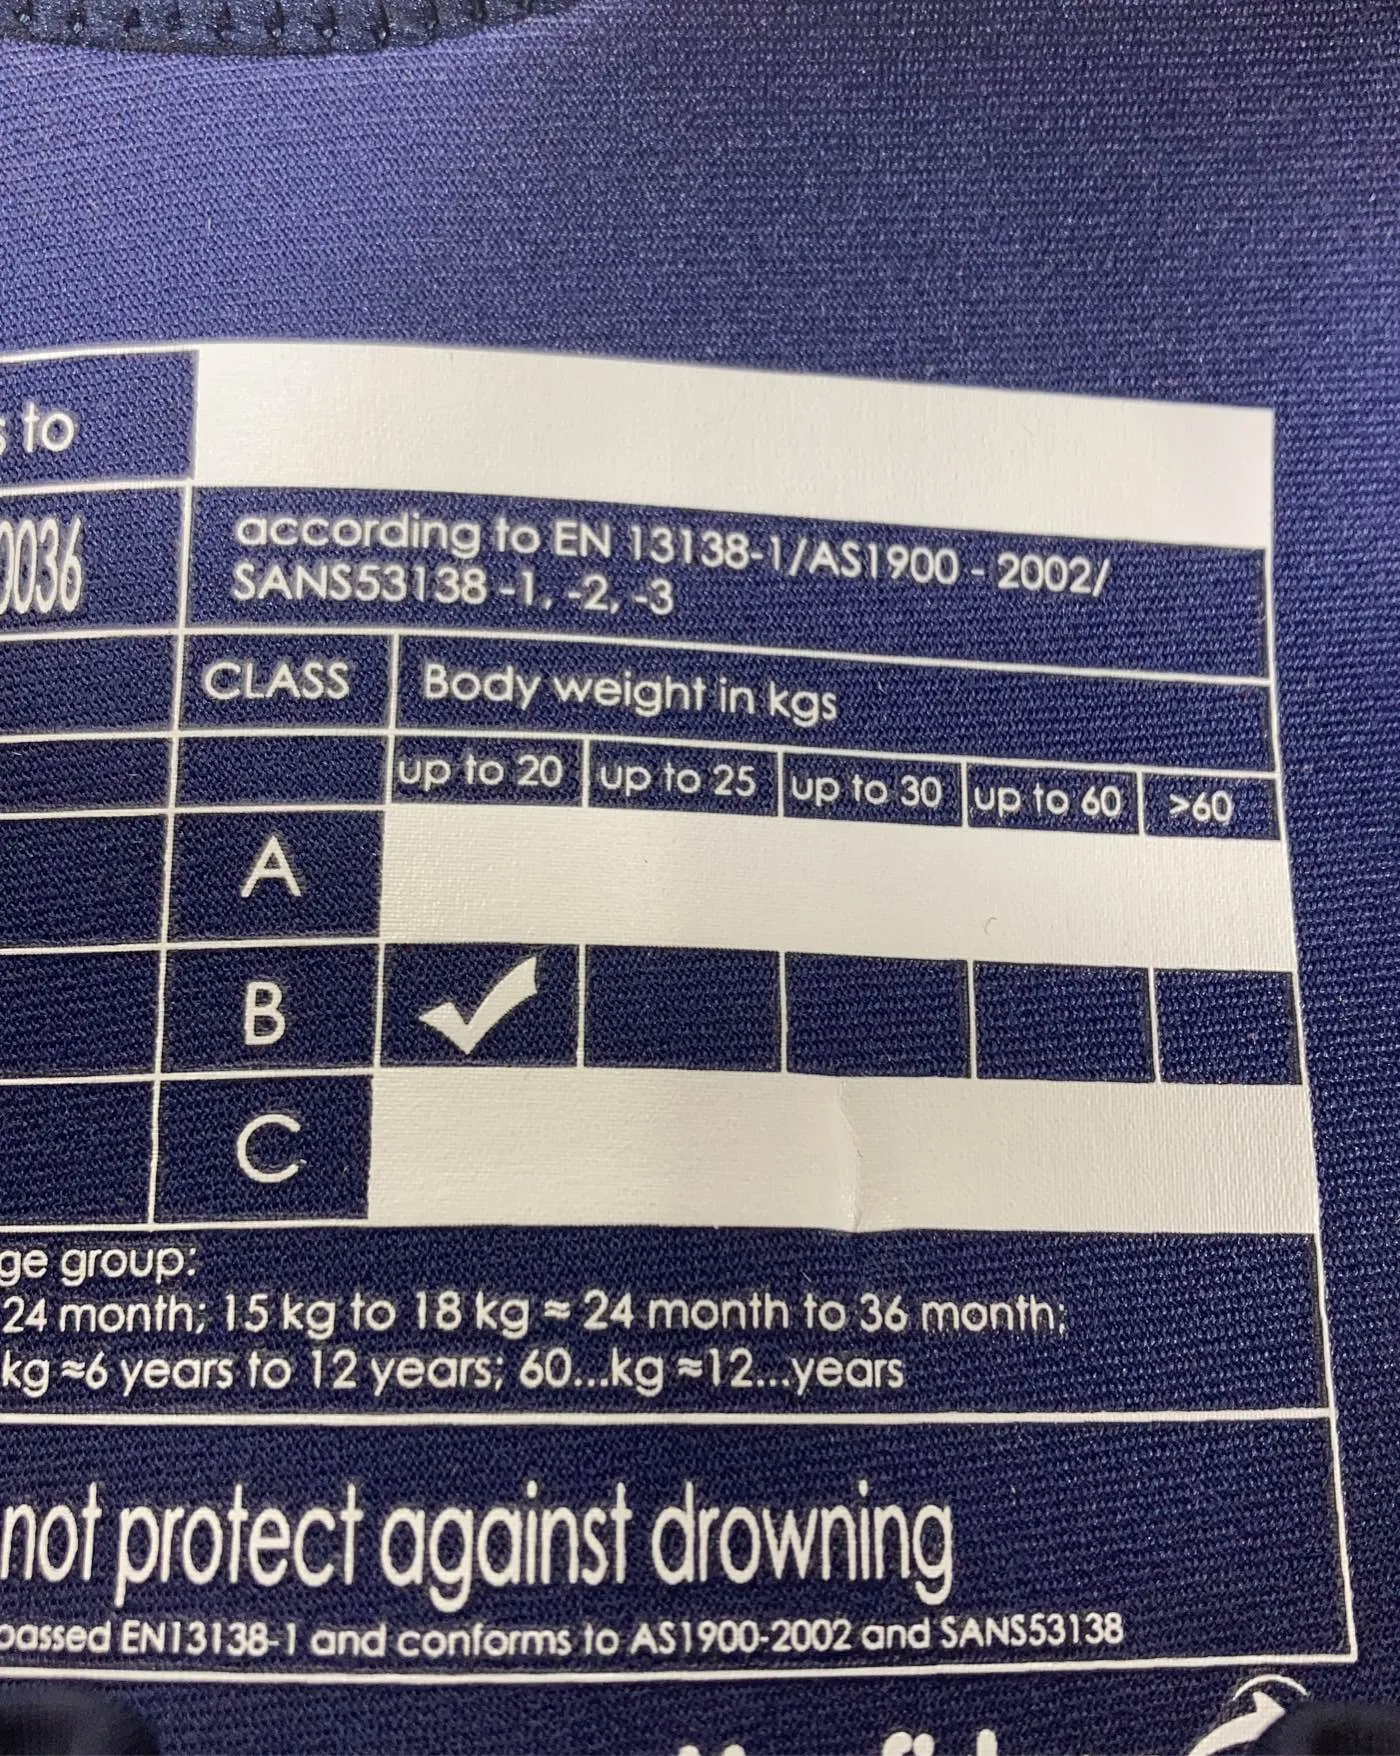 s to
0036
according to EN 13138-1/AS1900 - 2002/
SANS53138 -1, -2, -3
CLASS
Body weight in kgs
up to 20
up to 25
up to 30
up to 60
>60
A
B
C
ge group:
24 month; 15 kg to 18 kg ≈ 24 month to 36 month;
kg ≈6 years to 12 years; 60...kg ≈12...years
not protect against drowning
passed EN13138-1 and conforms to AS1900-2002 and SANS53138